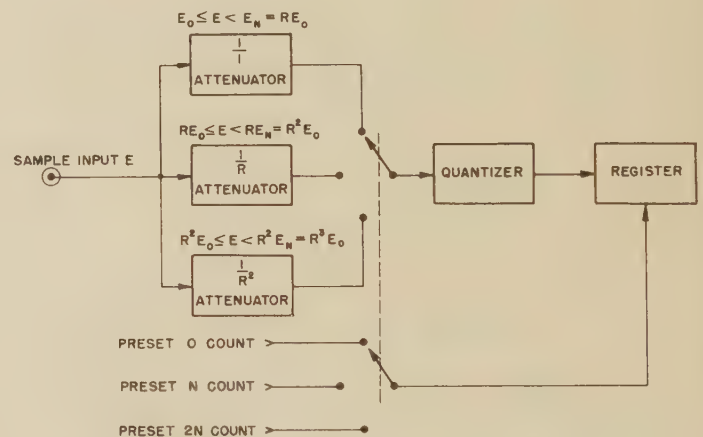 E₀ ≤ E < E_N = RE₀
1/1
ATTENUATOR
RE₀ ≤ E < RE_N = R²E₀
SAMPLE INPUT E
1/R
ATTENUATOR
QUANTIZER
REGISTER
R²E₀ ≤ E < R²E_N = R³E₀
1/R²
ATTENUATOR
PRESET 0 COUNT >
PRESET N COUNT >
PRESET 2N COUNT >